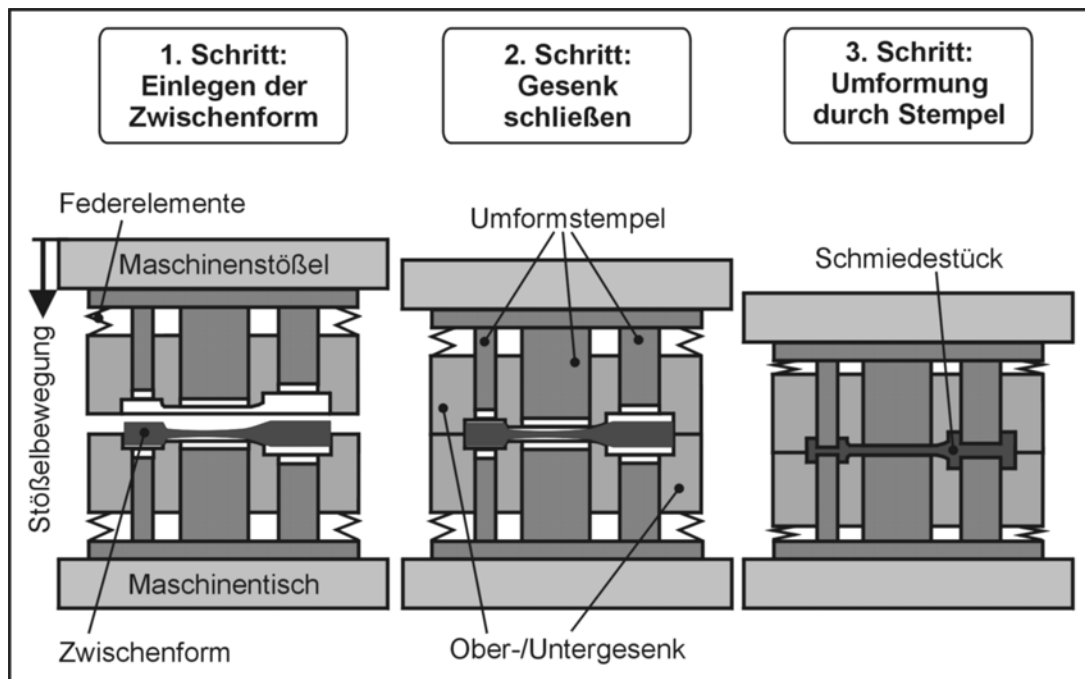 1. Schritt:
Einlegen der
Zwischenform
2. Schritt:
Gesenk
schließen
3. Schritt:
Umformung
durch Stempel
Federelemente
Umformstempel
Schmiedestück
Maschinenstößel
Stößelbewegung
Maschinentisch
Zwischenform
Ober-/Untergesenk